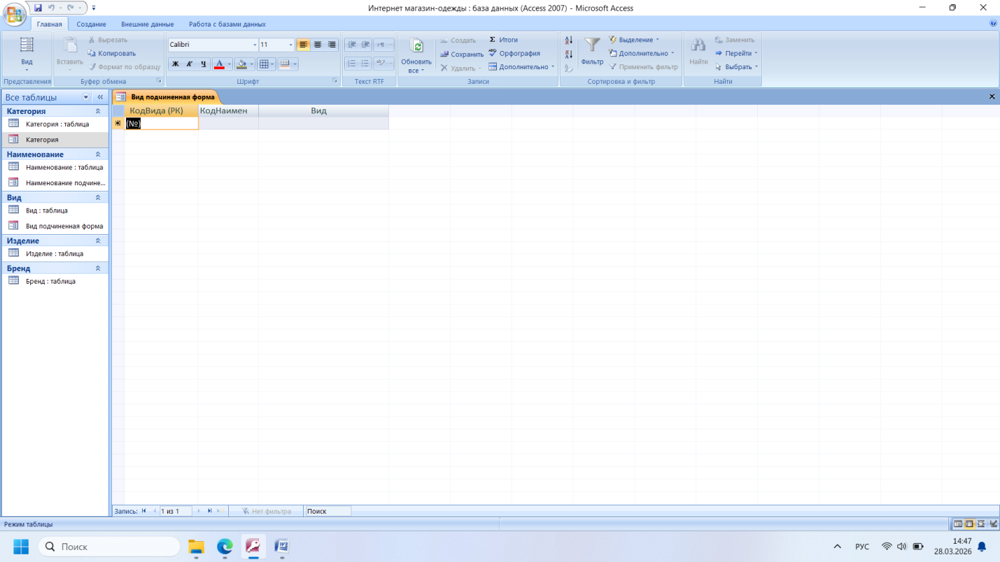 Интернет магазин-одежды : база данных (Access 2007) - Microsoft Access
Главная Создание Внешние данные Работа с базами данных
Вид
Представления
Вставить
Вырезать
Копировать
Формат по образцу
Буфер обмена
Calibri 11
Ж К Ч А
Шрифт
Текст RTF
Обновить все
Создать
Сохранить
Удалить
Σ Итоги
Орфография
Дополнительно
Записи
Фильтр
Выделение
Дополнительно
Применить фильтр
Сортировка и фильтр
Найти
Заменить
Перейти
Выбрать
Найти
Все таблицы
Категория
Категория : таблица
Категория
Наименование
Наименование : таблица
Наименование подчине...
Вид
Вид : таблица
Вид подчиненная форма
Изделие
Изделие : таблица
Бренд
Бренд : таблица
Вид подчиненная форма
КодВида (РК) КодНаимен Вид
(№)
Запись: 1 из 1 Нет фильтра Поиск
Режим таблицы
Поиск
РУС
14:47
28.03.2026